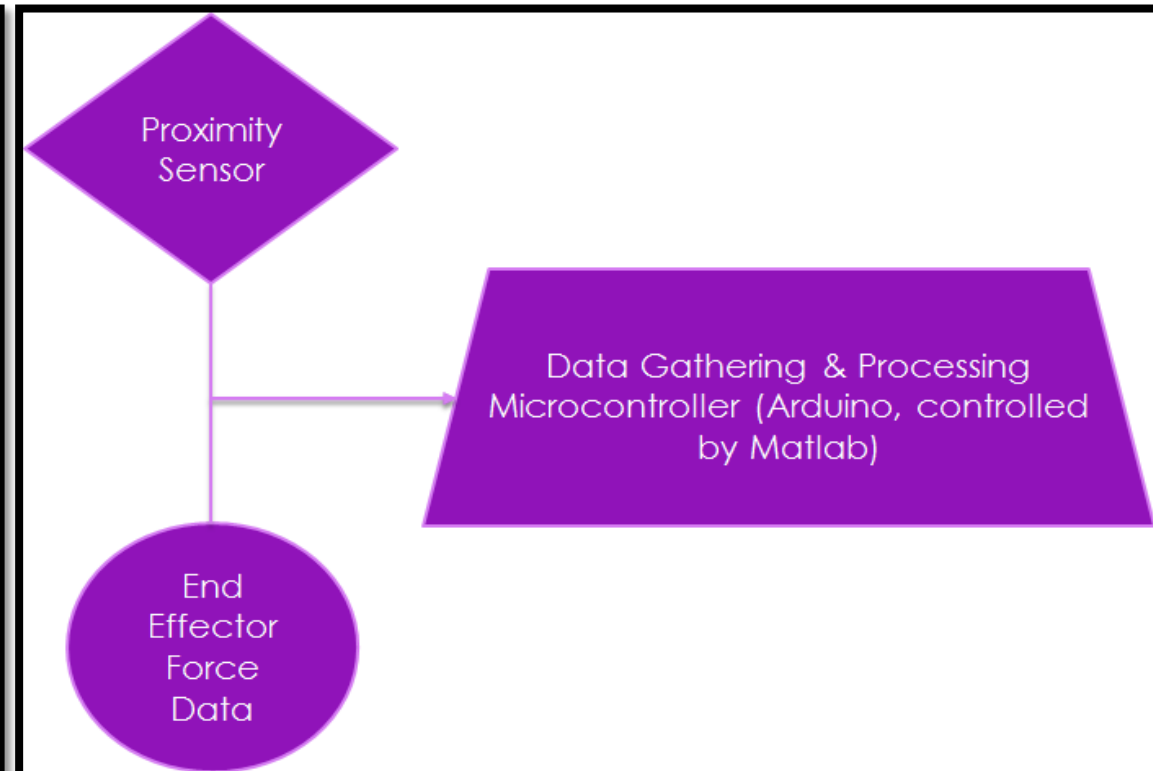 Proximity
Sensor
Data Gathering & Processing
Microcontroller (Arduino, controlled
by Matlab)
End
Effector
Force
Data